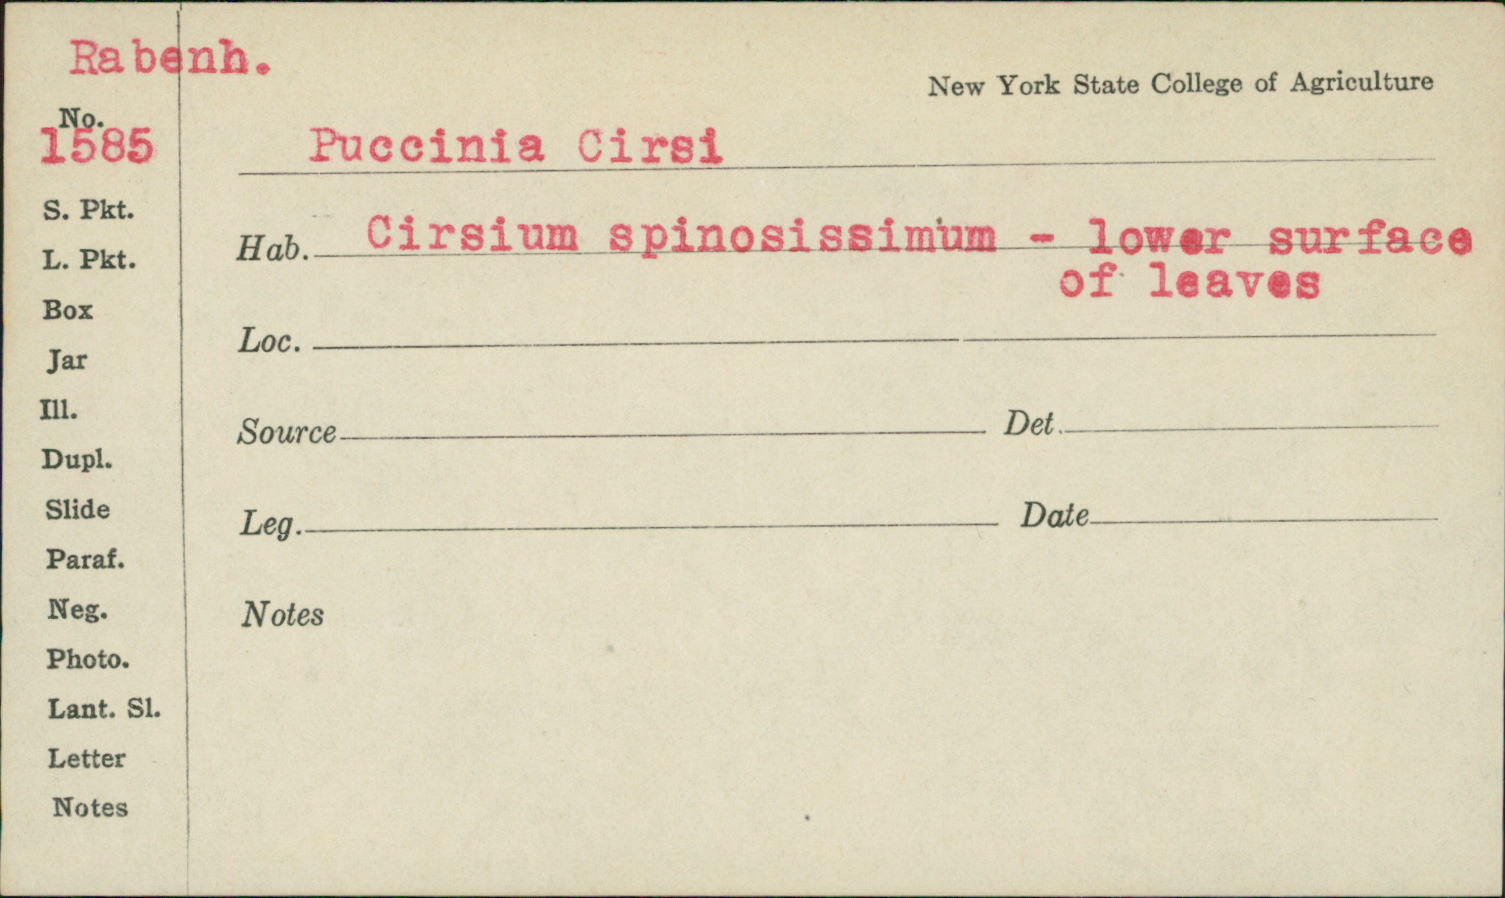 Rabenh.
New York State College of Agriculture
No.
1585
Puccinia Cirsi
S. Pkt.
Hab. Cirsium spinosissimum - lower surface
of leaves
L. Pkt.
Box
Loc.
Jar
Ill.
Source Det.
Dupl.
Slide
Leg. Date
Paraf.
Neg.
Notes
Photo.
Lant. Sl.
Letter
Notes